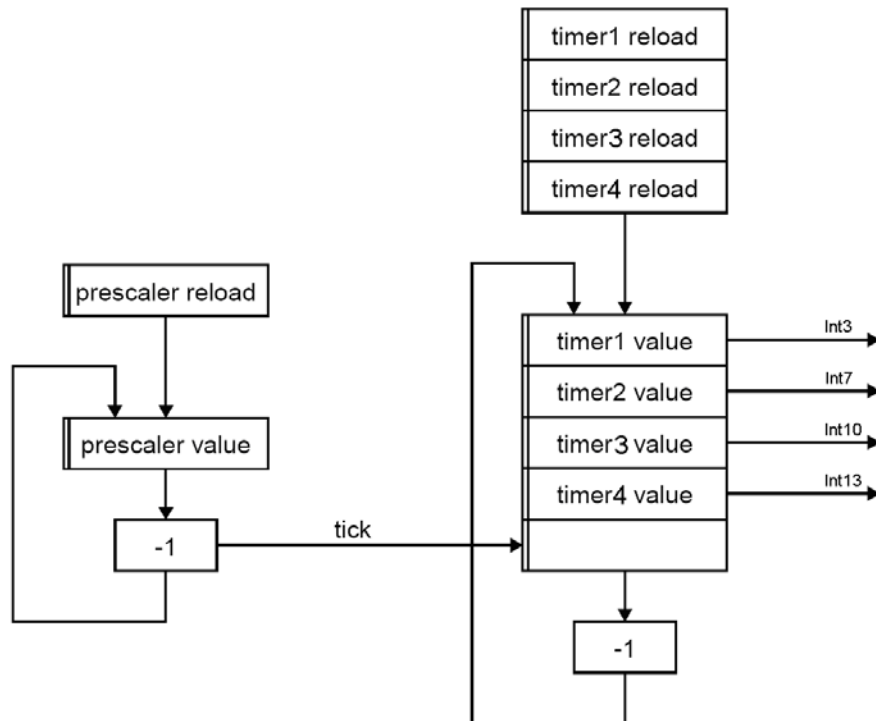 timer1 reload
timer2 reload
timer3 reload
timer4 reload
prescaler reload
timer1 value
Int3
timer2 value
Int7
prescaler value
timer3 value
Int10
timer4 value
Int13
-1
tick
-1